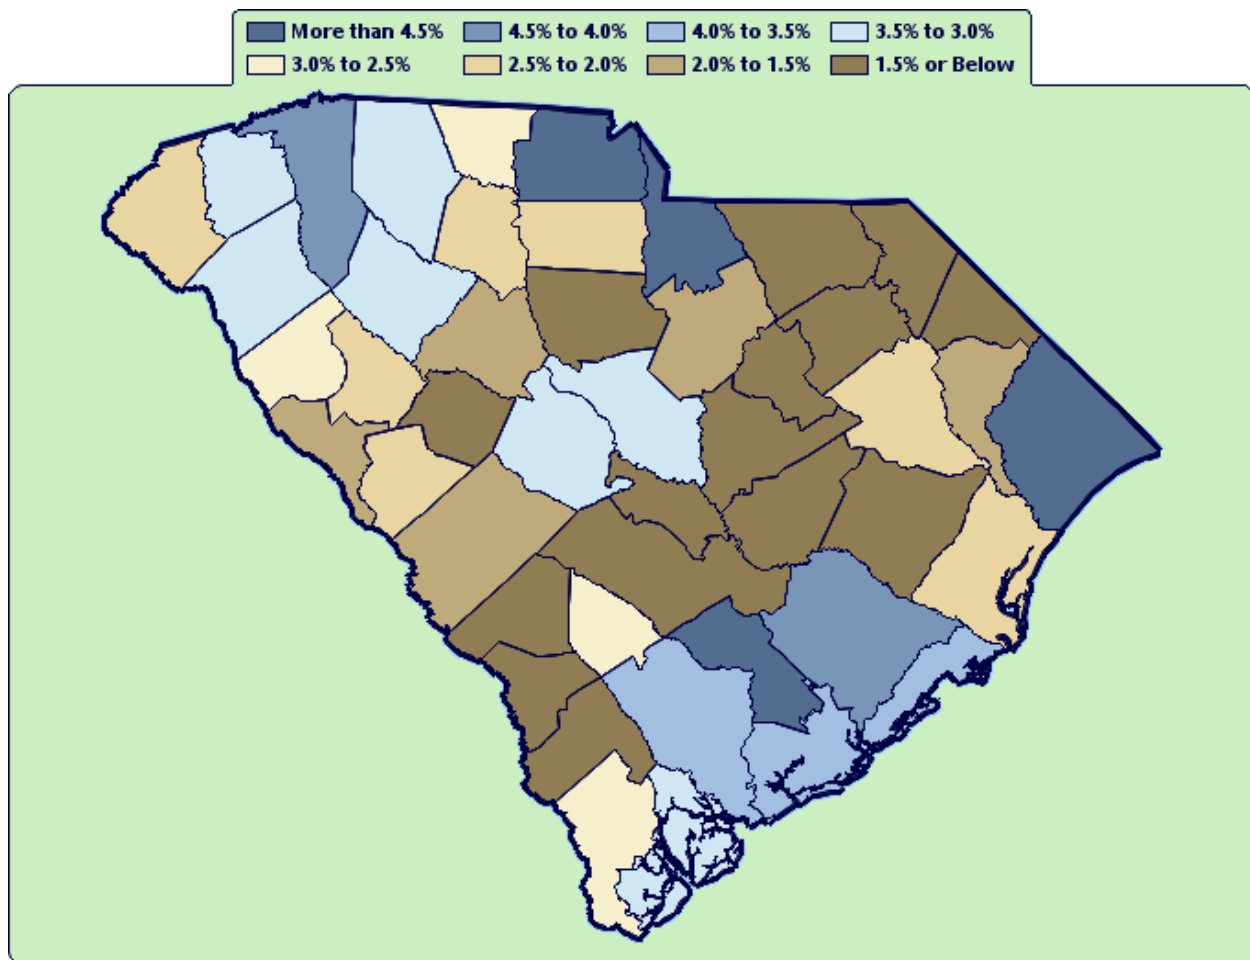 More than 4.5% 4.5% to 4.0% 4.0% to 3.5% 3.5% to 3.0%
3.0% to 2.5% 2.5% to 2.0% 2.0% to 1.5% 1.5% or Below